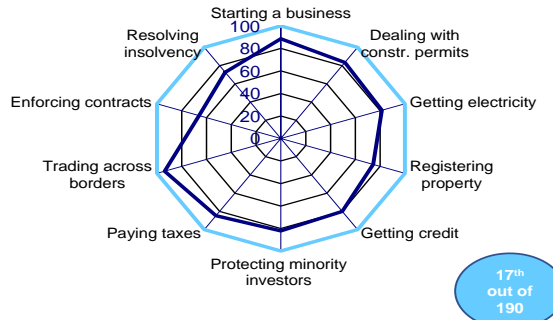 Starting a business
Dealing with
constr. permits
Getting electricity
Registering
property
Getting credit
Protecting minority
investors
Paying taxes
Trading across
borders
Enforcing contracts
Resolving
insolvency
100
80
60
40
20
0
17th
out of
190